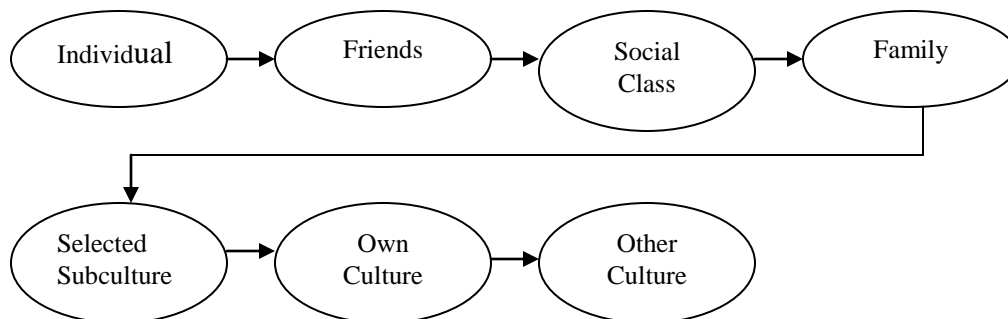 Individual
Friends
Social
Class
Family
Selected
Subculture
Own
Culture
Other
Culture